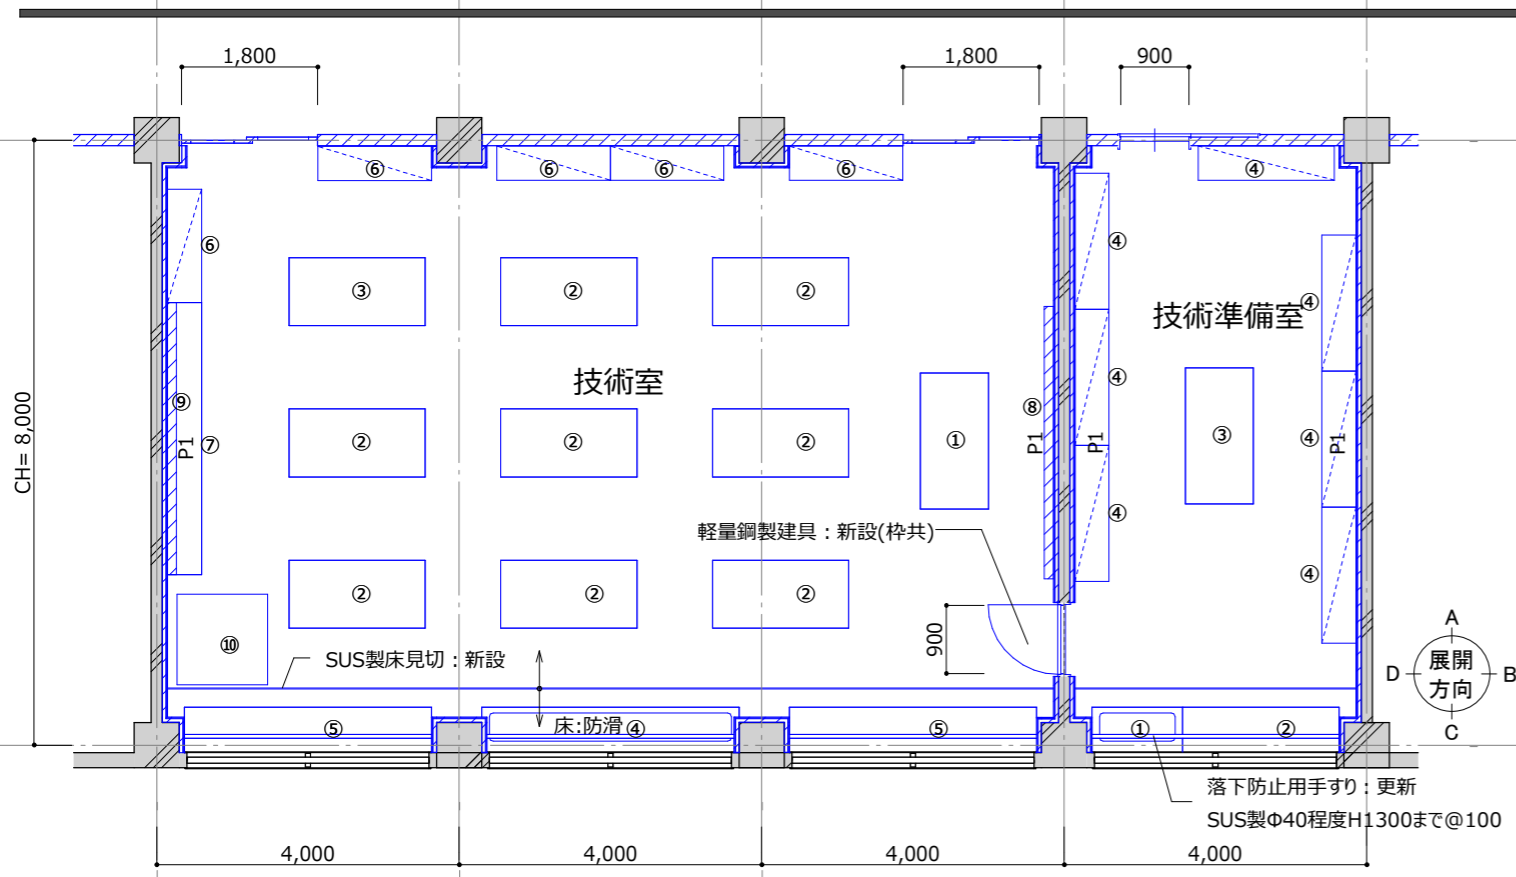 1,800
1,800
900
⑥
⑥
⑥
⑥
④
⑥
④
③
②
②
④
技術準備室
技術室
CH= 8,000
⑨
⑦
P1
②
②
②
①
⑧
P1
P1
④
③
④
P1
軽量鋼製建具：新設(枠共)
④
④
②
②
②
⑩
900
SUS製床見切：新設
A
D
展開
方向
B
C
⑤
床:防滑
④
⑤
①
②
落下防止用手すり：更新
SUS製Φ40程度H1300まで@100
4,000
4,000
4,000
4,000